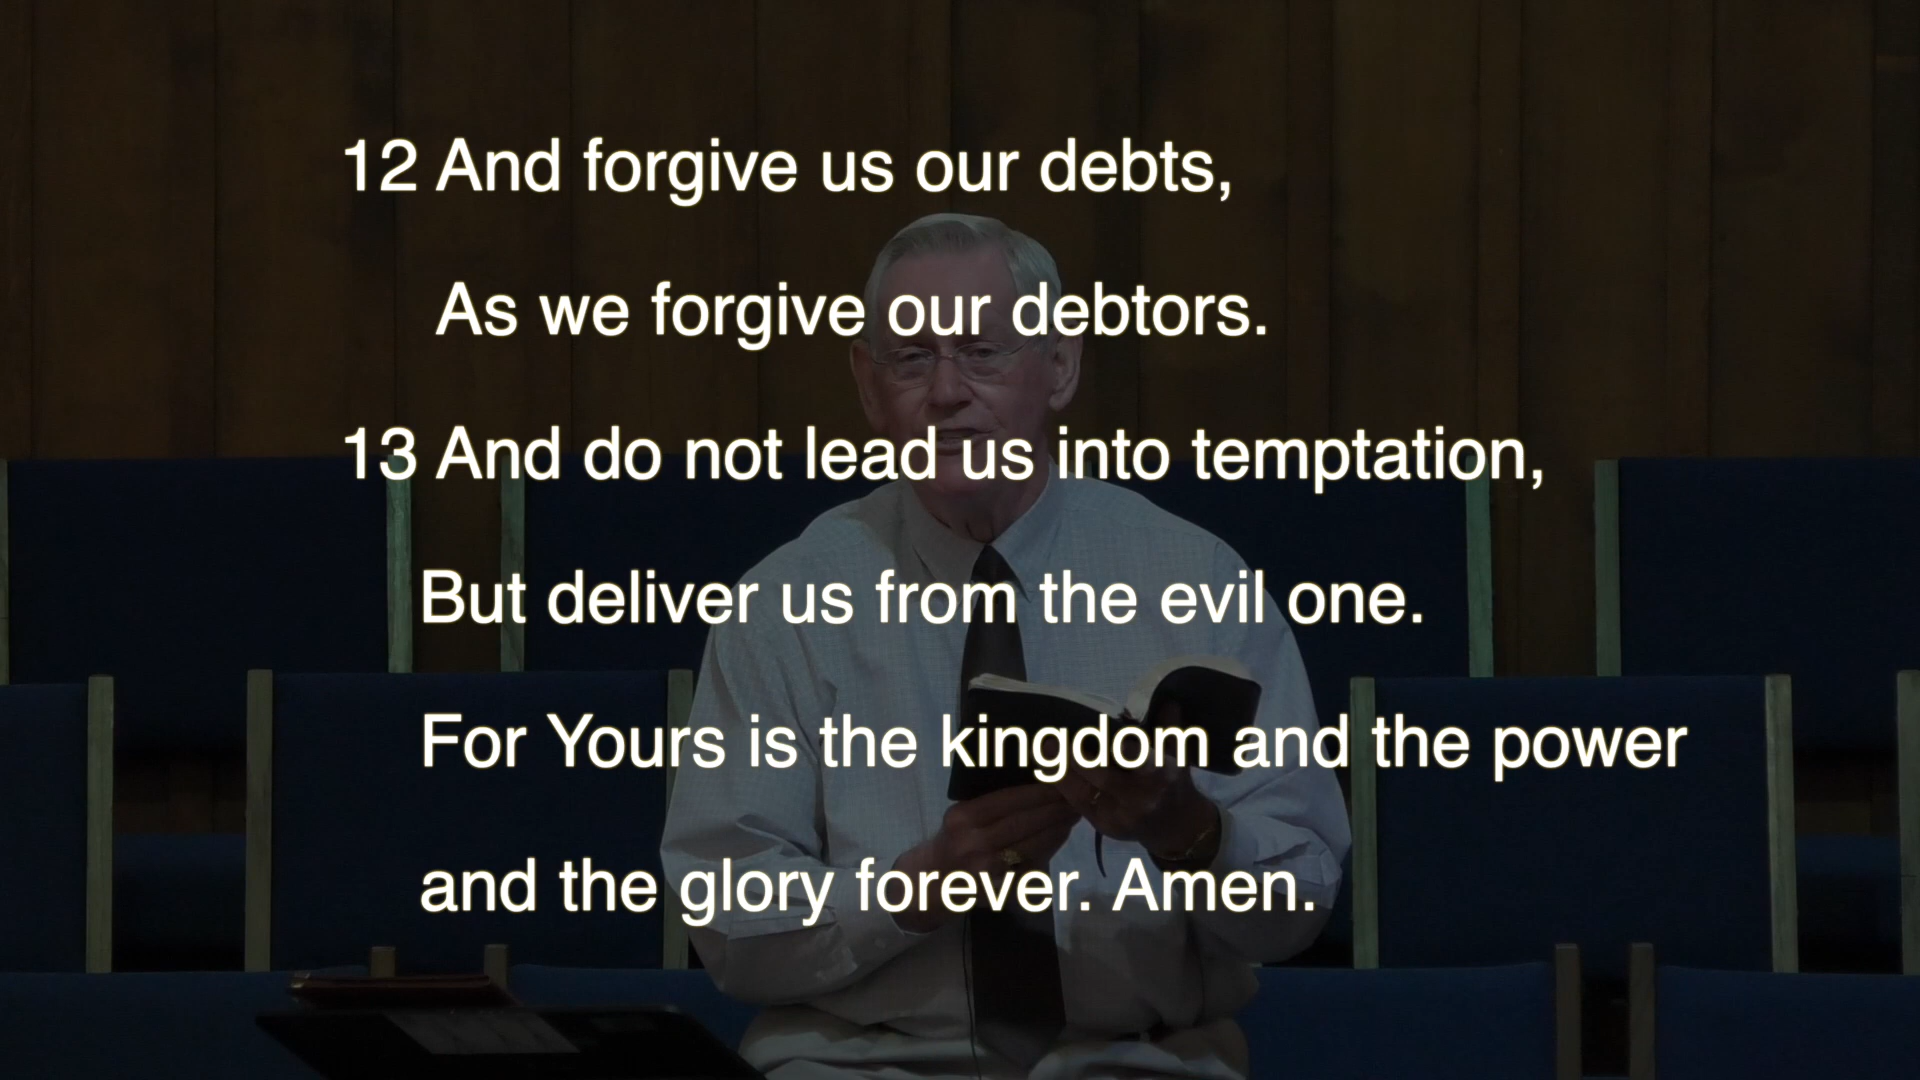 12 And forgive us our debts,
As we forgive our debtors.
13 And do not lead us into temptation,
But deliver us from the evil one.
For Yours is the kingdom and the power
and the glory forever. Amen.